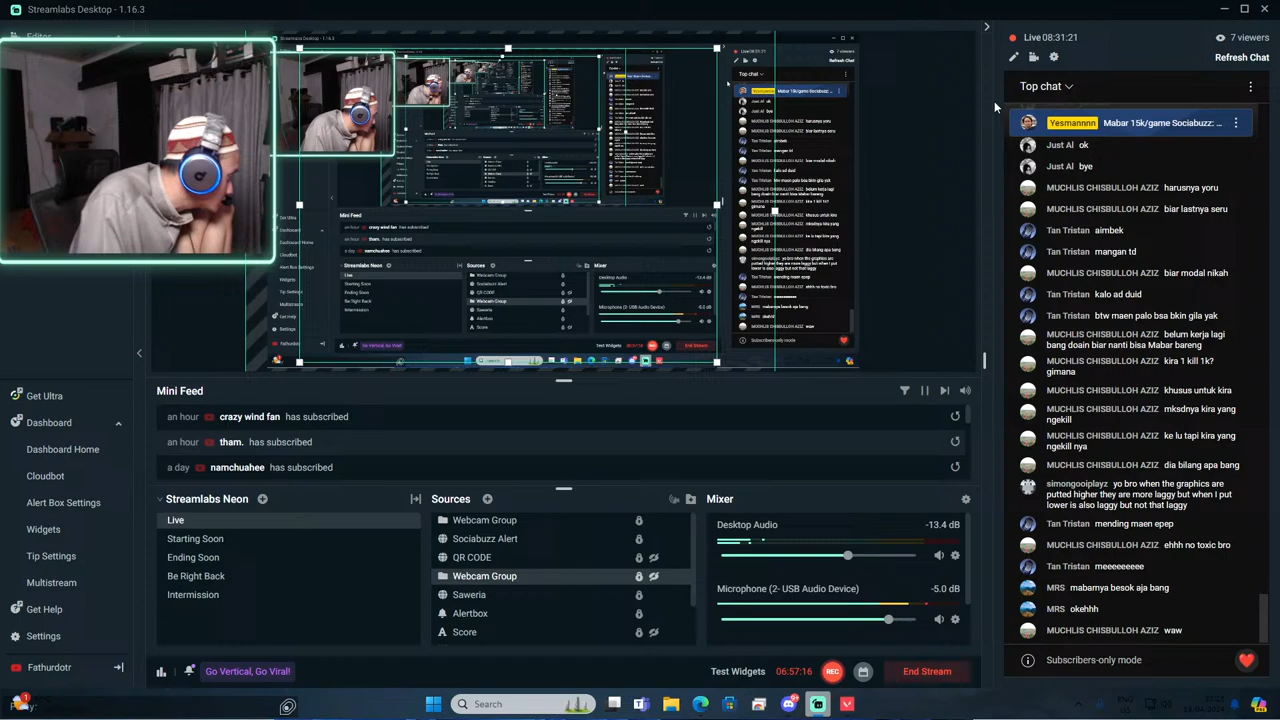 Streamlabs Desktop - 1.16.3
Editor
Live 08:31:21
7 viewers
Refresh Chat
Top chat
Yesmannnn Mabar 15k/game Sociabuzz: ...
Just Al ok
Just Al bye
MUCHLIS CHISBULLOH AZIZ harusnya yoru
MUCHLIS CHISBULLOH AZIZ biar lastnya seru
Tan Tristan aimbek
Tan Tristan mangan td
MUCHLIS CHISBULLOH AZIZ biar modal nikah
Tan Tristan kalo ad duid
Tan Tristan btw maen palo bsa bkin gila yak
MUCHLIS CHISBULLOH AZIZ belum kerja lagi
bang doain biar nanti bisa Mabar bareng
MUCHLIS CHISBULLOH AZIZ kira 1 kill 1k?
gimana
MUCHLIS CHISBULLOH AZIZ khusus untuk kira
MUCHLIS CHISBULLOH AZIZ mksdnya kira yang
ngekill
MUCHLIS CHISBULLOH AZIZ ke lu tapi kira yang
ngekill nya
MUCHLIS CHISBULLOH AZIZ dia bilang apa bang
simongooiplayz yo bro when the graphics are
putted higher they are more laggy but when I put
lower is also laggy but not that laggy
Tan Tristan mending maen epep
MUCHLIS CHISBULLOH AZIZ ehhh no toxic bro
Tan Tristan meeeeeeeee
MRS mabarnya besok aja bang
MRS okehhh
MUCHLIS CHISBULLOH AZIZ waw
Subscribers-only mode
Get Ultra
Dashboard
Dashboard Home
Cloudbot
Alert Box Settings
Widgets
Tip Settings
Multistream
Get Help
Settings
Fathurdotr
Mini Feed
an hour crazy wind fan has subscribed
an hour tham. has subscribed
a day namchuahee has subscribed
Streamlabs Neon
Live
Starting Soon
Ending Soon
Be Right Back
Intermission
Sources
Webcam Group
Sociabuzz Alert
QR CODE
Webcam Group
Saweria
Alertbox
Score
Mixer
Desktop Audio -13.4 dB
Microphone (2- USB Audio Device) -5.0 dB
Go Vertical, Go Viral!
Test Widgets
06:57:16
REC
End Stream
Search
ENG